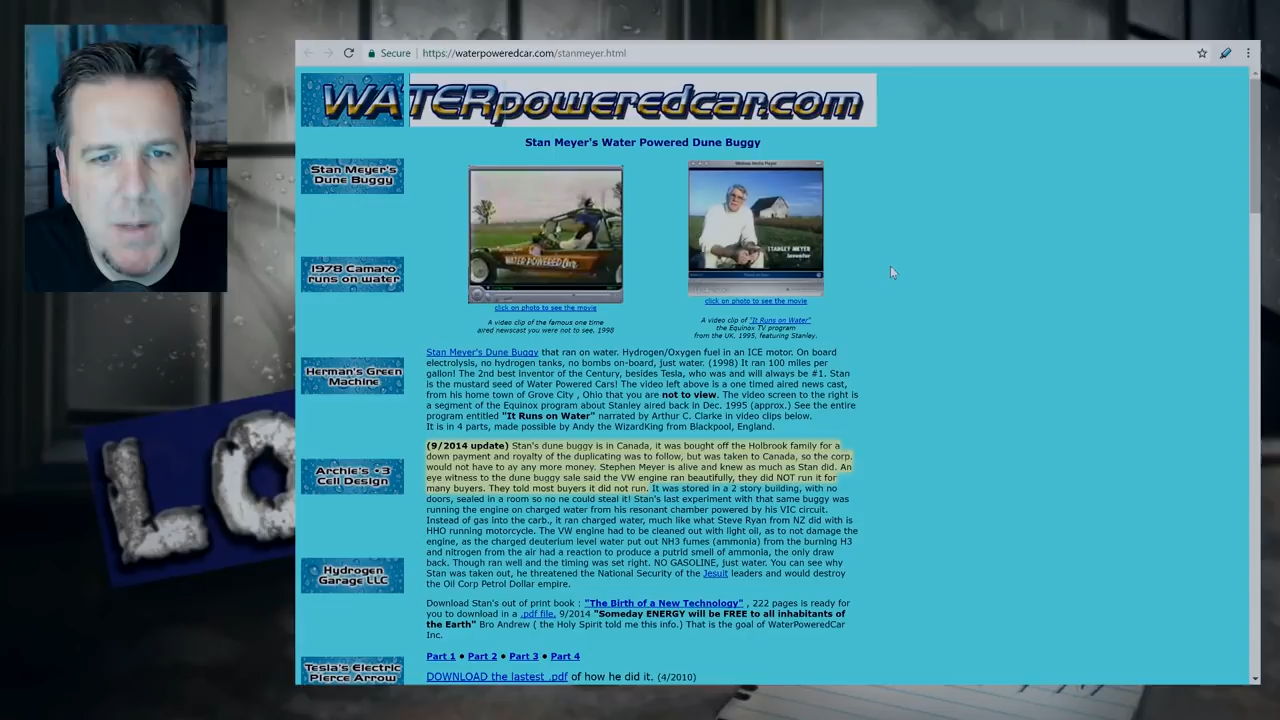 Secure https://waterpoweredcar.com/stanmeyer.html
WATERpoweredcar.com
Stan Meyer's Water Powered Dune Buggy
Stan Meyer's
Dune Buggy
1978 Camaro
runs on water
Herman's Green
Machine
Archie's •3
Cell DESIGN
Hydrogen
Garage LLC
Tesla's Electric
Pierce Arrow
WATER POWERED Car
STANLEY MEYER
Inventor
click on photo to see the movie
A video clip of the famous one time
aired newscast you were not to see, 1998
click on photo to see the movie
A video clip of "It Runs on Water"
the Equinox TV program
from the UK, 1995, featuring Stanley.
Stan Meyer's Dune Buggy that ran on water. Hydrogen/Oxygen fuel in an ICE motor. On board
electrolysis, no hydrogen tanks, no bombs on-board, just water. (1998) It ran 100 miles per
gallon! The 2nd best inventor of the Century, besides Tesla, who was and will always be #1. Stan
is the mustard seed of Water Powered Cars! The video left above is a one timed aired news cast,
from his home town of Grove City , Ohio that you are not to view. The video screen to the right is
a segment of the Equinox program about Stanley aired back in Dec. 1995 (approx.) See the entire
program entitled "It Runs on Water" narrated by Arthur C. Clarke in video clips below.
It is in 4 parts, made possible by Andy the WizardKing from Blackpool, England.
(9/2014 update) Stan's dune buggy is in Canada, it was bought off the Holbrook family for a
down payment and royalty of the duplicating was to follow, but was taken to Canada, so the corp.
would not have to ay any more money. Stephen Meyer is alive and knew as much as Stan did. An
eye witness to the dune buggy sale said the VW engine ran beautifully, they did NOT run it for
many buyers. They told most buyers it did not run. It was stored in a 2 story building, with no
doors, sealed in a room so no ne could steal it! Stan's last experiment with that same buggy was
running the engine on charged water from his resonant chamber powered by his VIC circuit.
Instead of gas into the carb., it ran charged water, much like what Steve Ryan from NZ did with is
HHO running motorcycle. The VW engine had to be cleaned out with light oil, as to not damage the
engine, as the charged deuterium level water put out NH3 fumes (ammonia) from the burning H3
and nitrogen from the air had a reaction to produce a putrid smell of ammonia, the only draw
back. Though ran well and the timing was set right. NO GASOLINE, just water. You can see why
Stan was taken out, he threatened the National Security of the Jesuit leaders and would destroy
the Oil Corp Petrol Dollar empire.
Download Stan's out of print book : "The Birth of a New Technology" , 222 pages is ready for
you to download in a .pdf file. 9/2014 "Someday ENERGY will be FREE to all inhabitants of
the Earth" Bro Andrew ( the Holy Spirit told me this info.) That is the goal of WaterPoweredCar
Inc.
Part 1 • Part 2 • Part 3 • Part 4
DOWNLOAD the lastest .pdf of how he did it. (4/2010)
LO